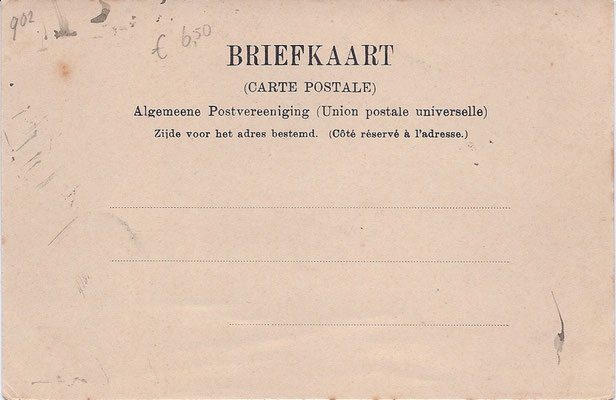 902
€ 6,50
BRIEFKAART
(CARTE POSTALE)
Algemeene Postvereeniging (Union postale universelle)
Zijde voor het adres bestemd. (Côté réservé à l'adresse.)